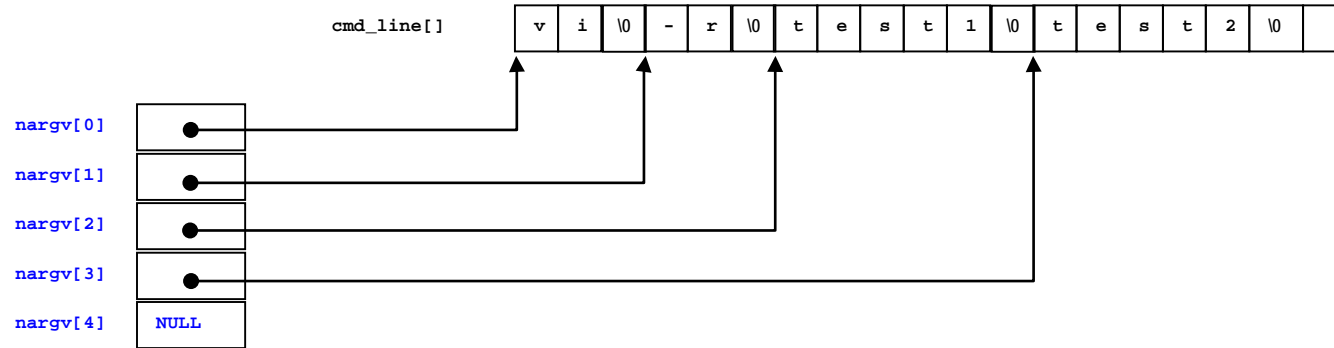 cmd_line[] v i \0 - r \0 t e s t 1 \0 t e s t 2 \0
nargv[0]
nargv[1]
nargv[2]
nargv[3]
nargv[4] NULL